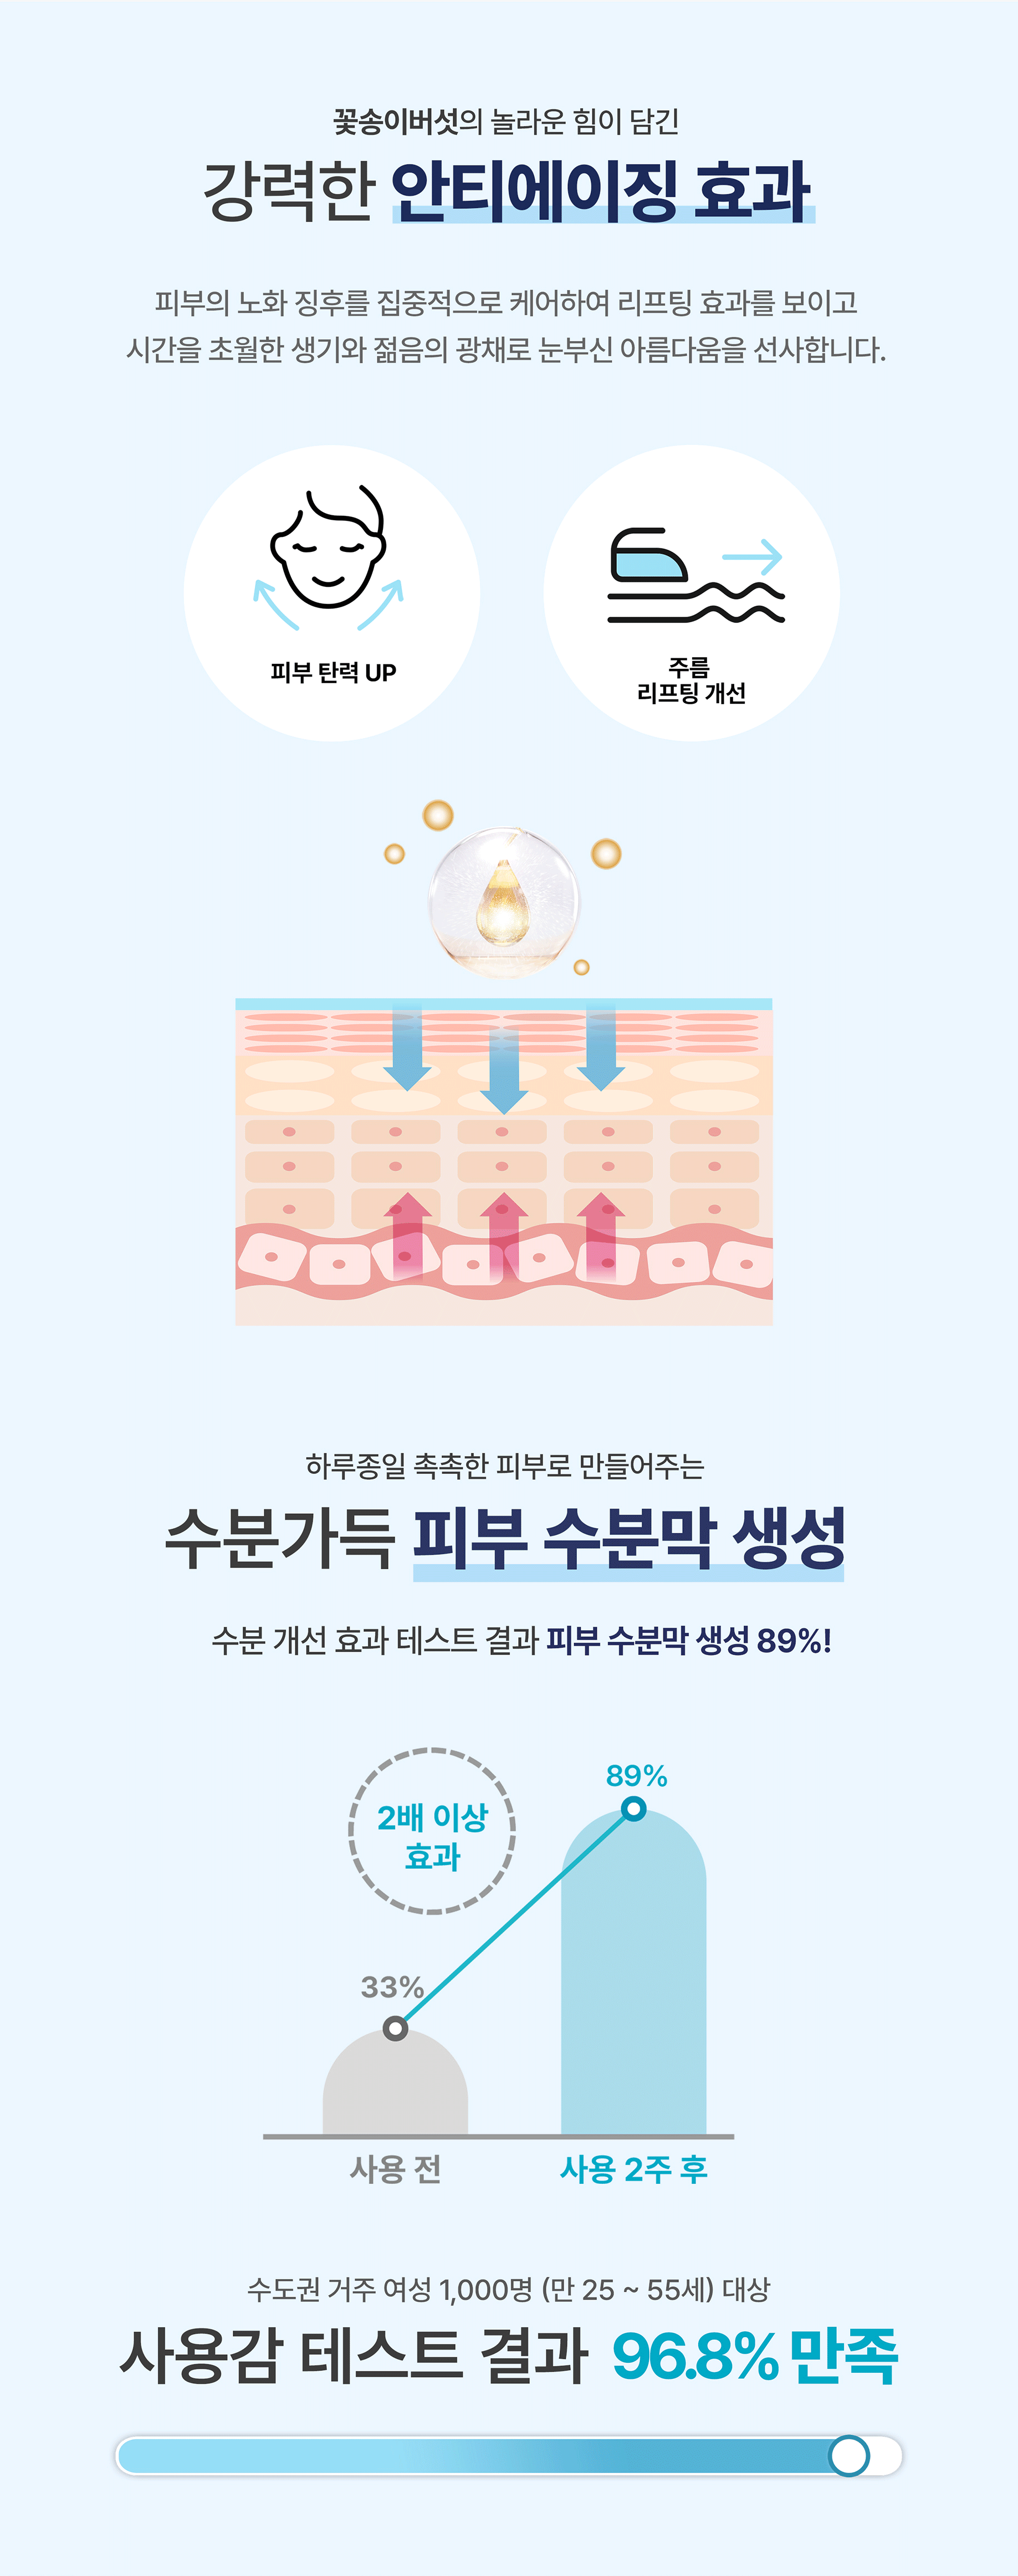 꽃송이버섯의 놀라운 힘이 담긴
강력한 안티에이징 효과
피부의 노화 징후를 집중적으로 케어하여 리프팅 효과를 보이고
시간을 초월한 생기와 젊음의 광채로 눈부신 아름다움을 선사합니다.
피부 탄력 UP
주름
리프팅 개선
하루종일 촉촉한 피부로 만들어주는
수분가득 피부 수분막 생성
수분 개선 효과 테스트 결과 피부 수분막 생성 89%!
2배 이상
효과
89%
33%
사용 전
사용 2주 후
수도권 거주 여성 1,000명 (만 25 ~ 55세) 대상
사용감 테스트 결과 96.8% 만족